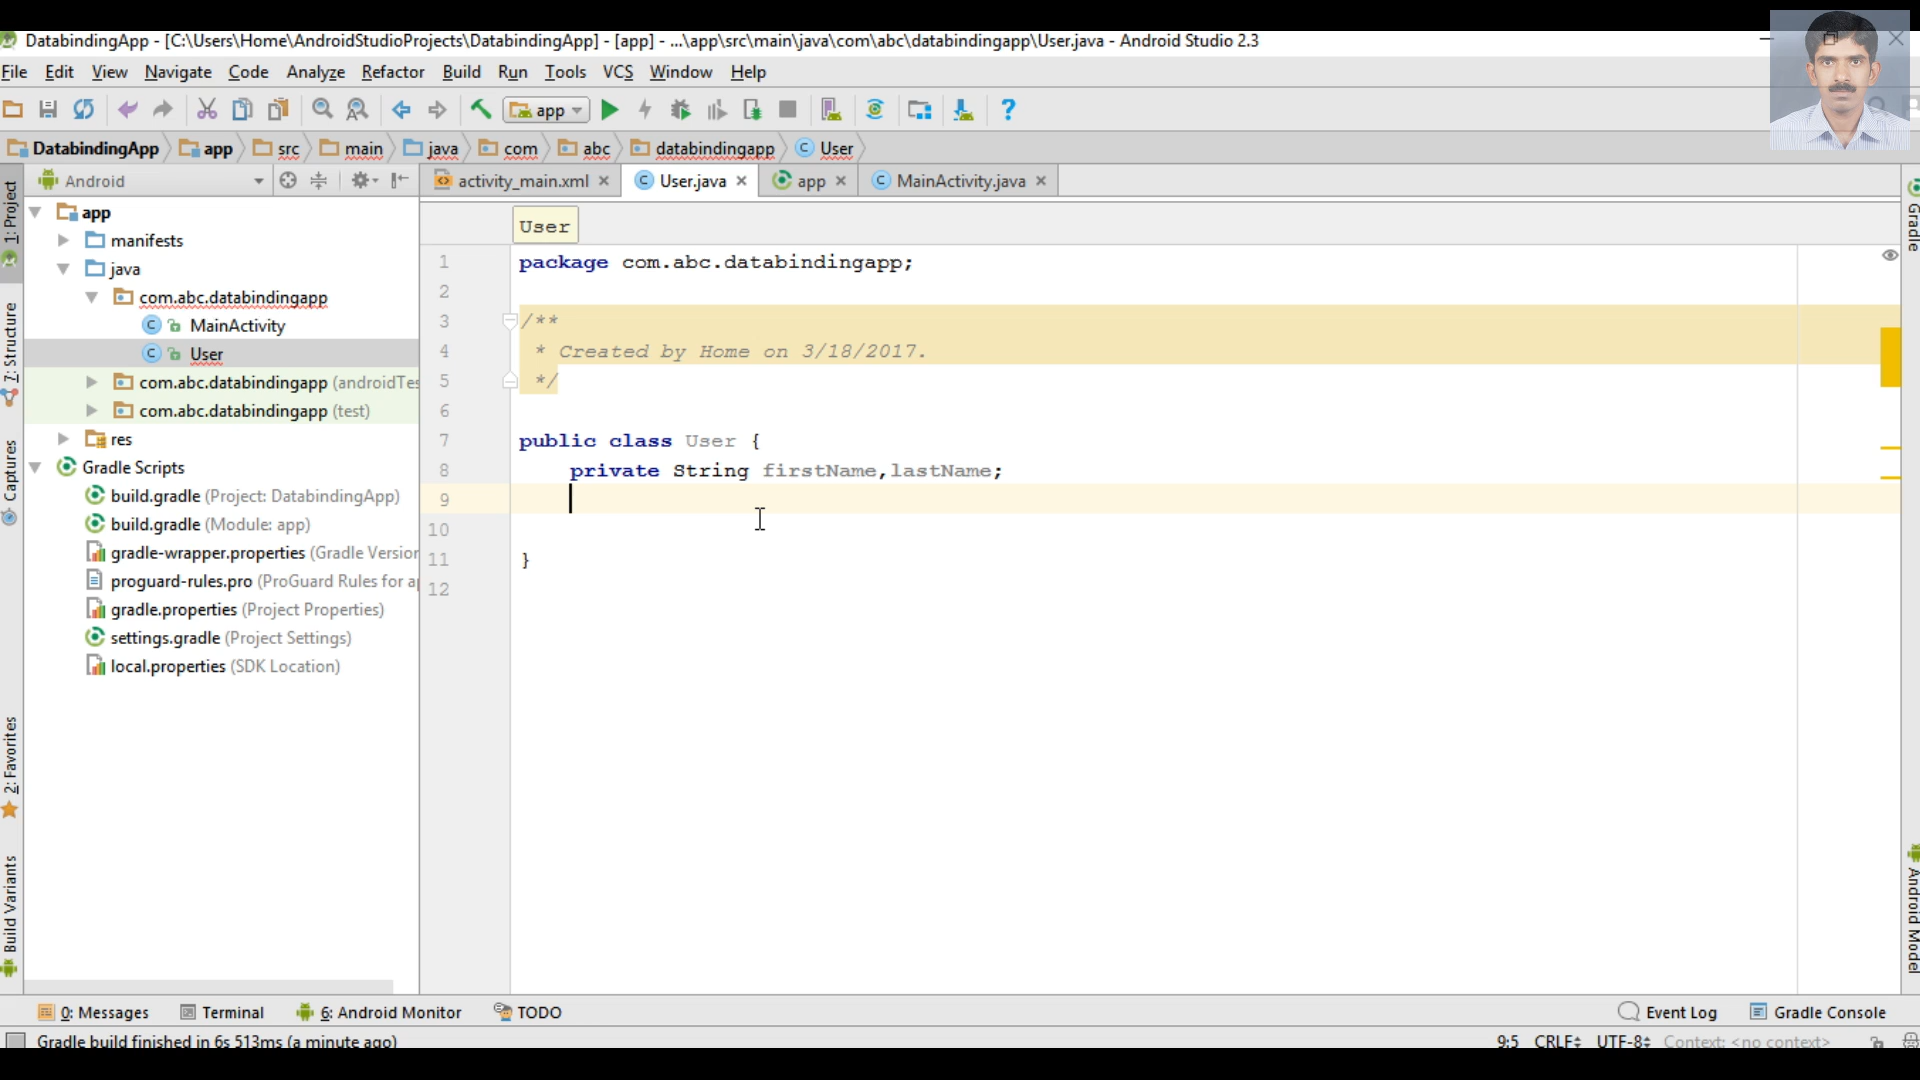 DatabindingApp - [C:\Users\Home\AndroidStudioProjects\DatabindingApp] - [app] - ...\app\src\main\java\com\abc\databindingapp\User.java - Android Studio 2.3
File Edit View Navigate Code Analyze Refactor Build Run Tools VCS Window Help
app
DatabindingApp app src main java com abc databindingapp User
Android
activity_main.xml User.java app MainActivity.java
1: Project
7: Structure
Captures
2: Favorites
Build Variants
app
manifests
java
com.abc.databindingapp
MainActivity
User
com.abc.databindingapp (androidTes
com.abc.databindingapp (test)
res
Gradle Scripts
build.gradle (Project: DatabindingApp)
build.gradle (Module: app)
gradle-wrapper.properties (Gradle Version
proguard-rules.pro (ProGuard Rules for a
gradle.properties (Project Properties)
settings.gradle (Project Settings)
local.properties (SDK Location)
User
1 package com.abc.databindingapp;
2
3 /**
4 * Created by Home on 3/18/2017.
5 */
6
7 public class User {
8 private String firstName,lastName;
9
10
11 }
12
Gradle
Android Model
0: Messages Terminal 6: Android Monitor TODO Event Log Gradle Console
Gradle build finished in 6s 513ms (a minute ago) 9:5 CRLF UTF-8 Context: <no context>